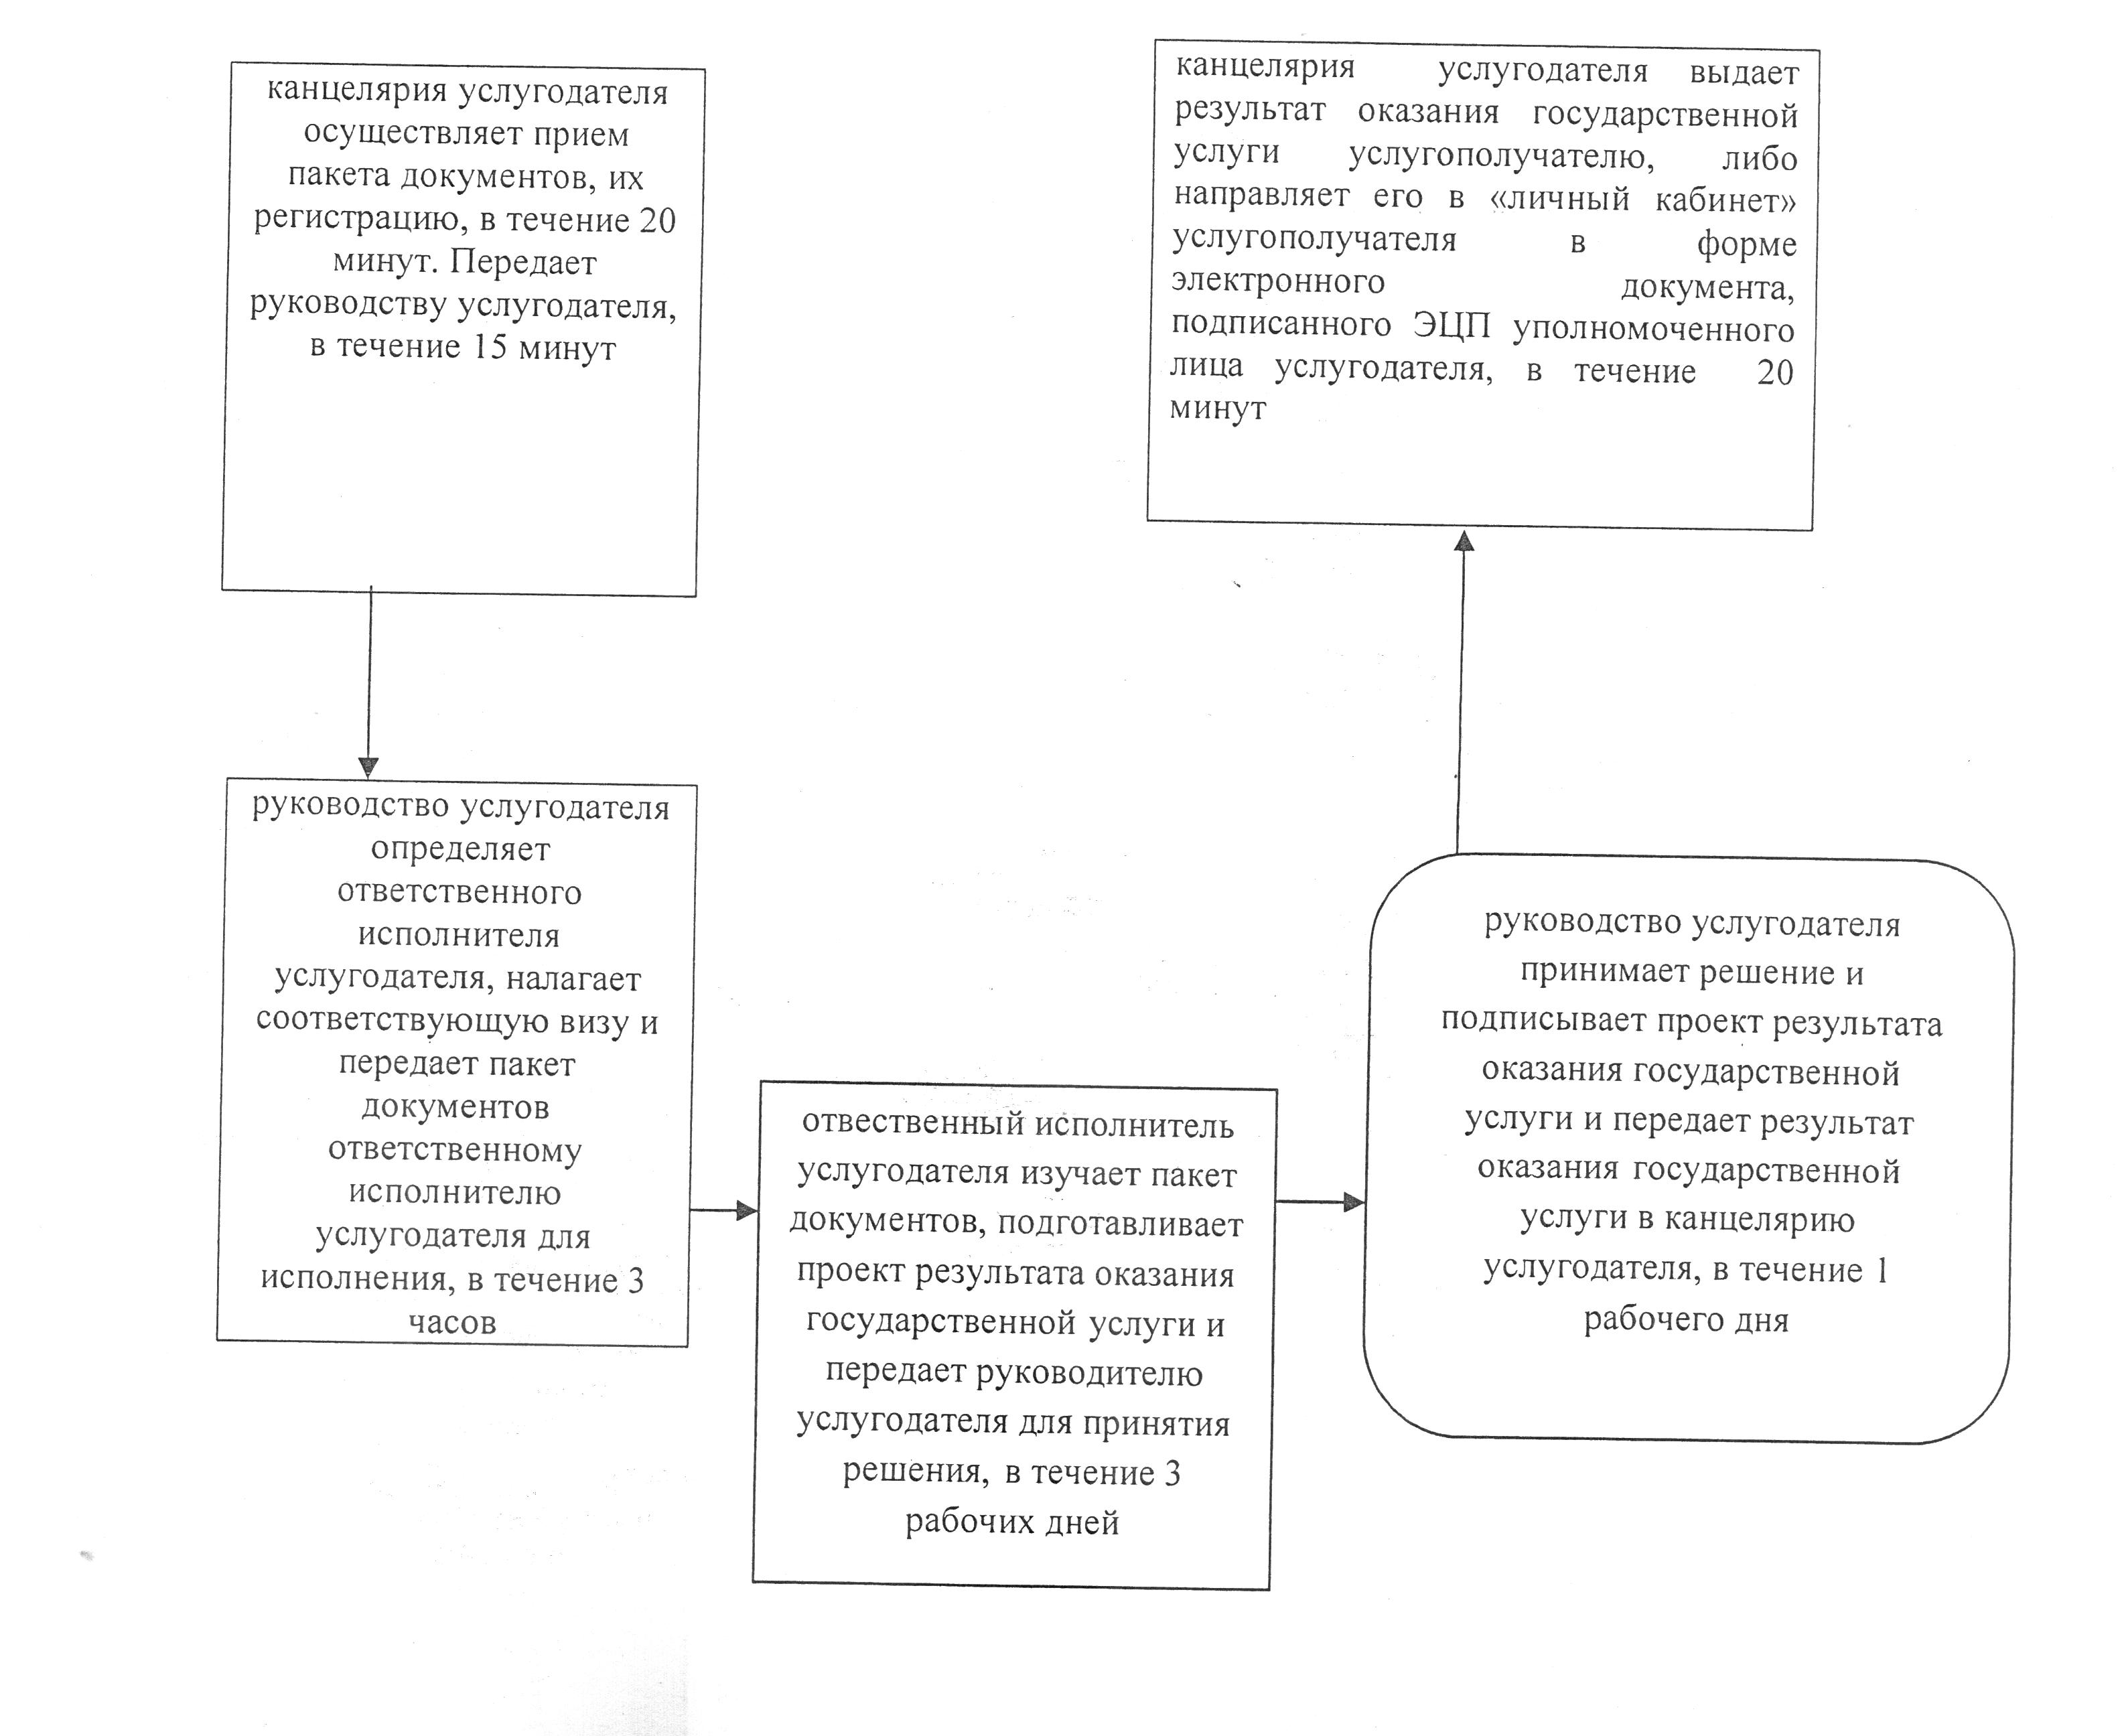 канцелярия услугодателя
осуществляет прием
пакета документов, их
регистрацию, в течение 20
минут. Передает
руководству услугодателя,
в течение 15 минут
руководство услугодателя
определяет
ответственного
исполнителя
услугодателя, налагает
соответствующую визу и
передает пакет
документов
ответственному
исполнителю
услугодателя для
исполнения, в течение 3
часов
отвественный исполнитель
услугодателя изучает пакет
документов, подготавливает
проект результата оказания
государственной услуги и
передает руководителю
услугодателя для принятия
решения, в течение 3
рабочих дней
руководство услугодателя
принимает решение и
подписывает проект результата
оказания государственной
услуги и передает результат
оказания государственной
услуги в канцелярию
услугодателя, в течение 1
рабочего дня
канцелярия услугодателя выдает
результат оказания государственной
услуги услугополучателю, либо
направляет его в «личный кабинет»
услугополучателя в форме
электронного документа,
подписанного ЭЦП уполномоченного
лица услугодателя, в течение 20
минут